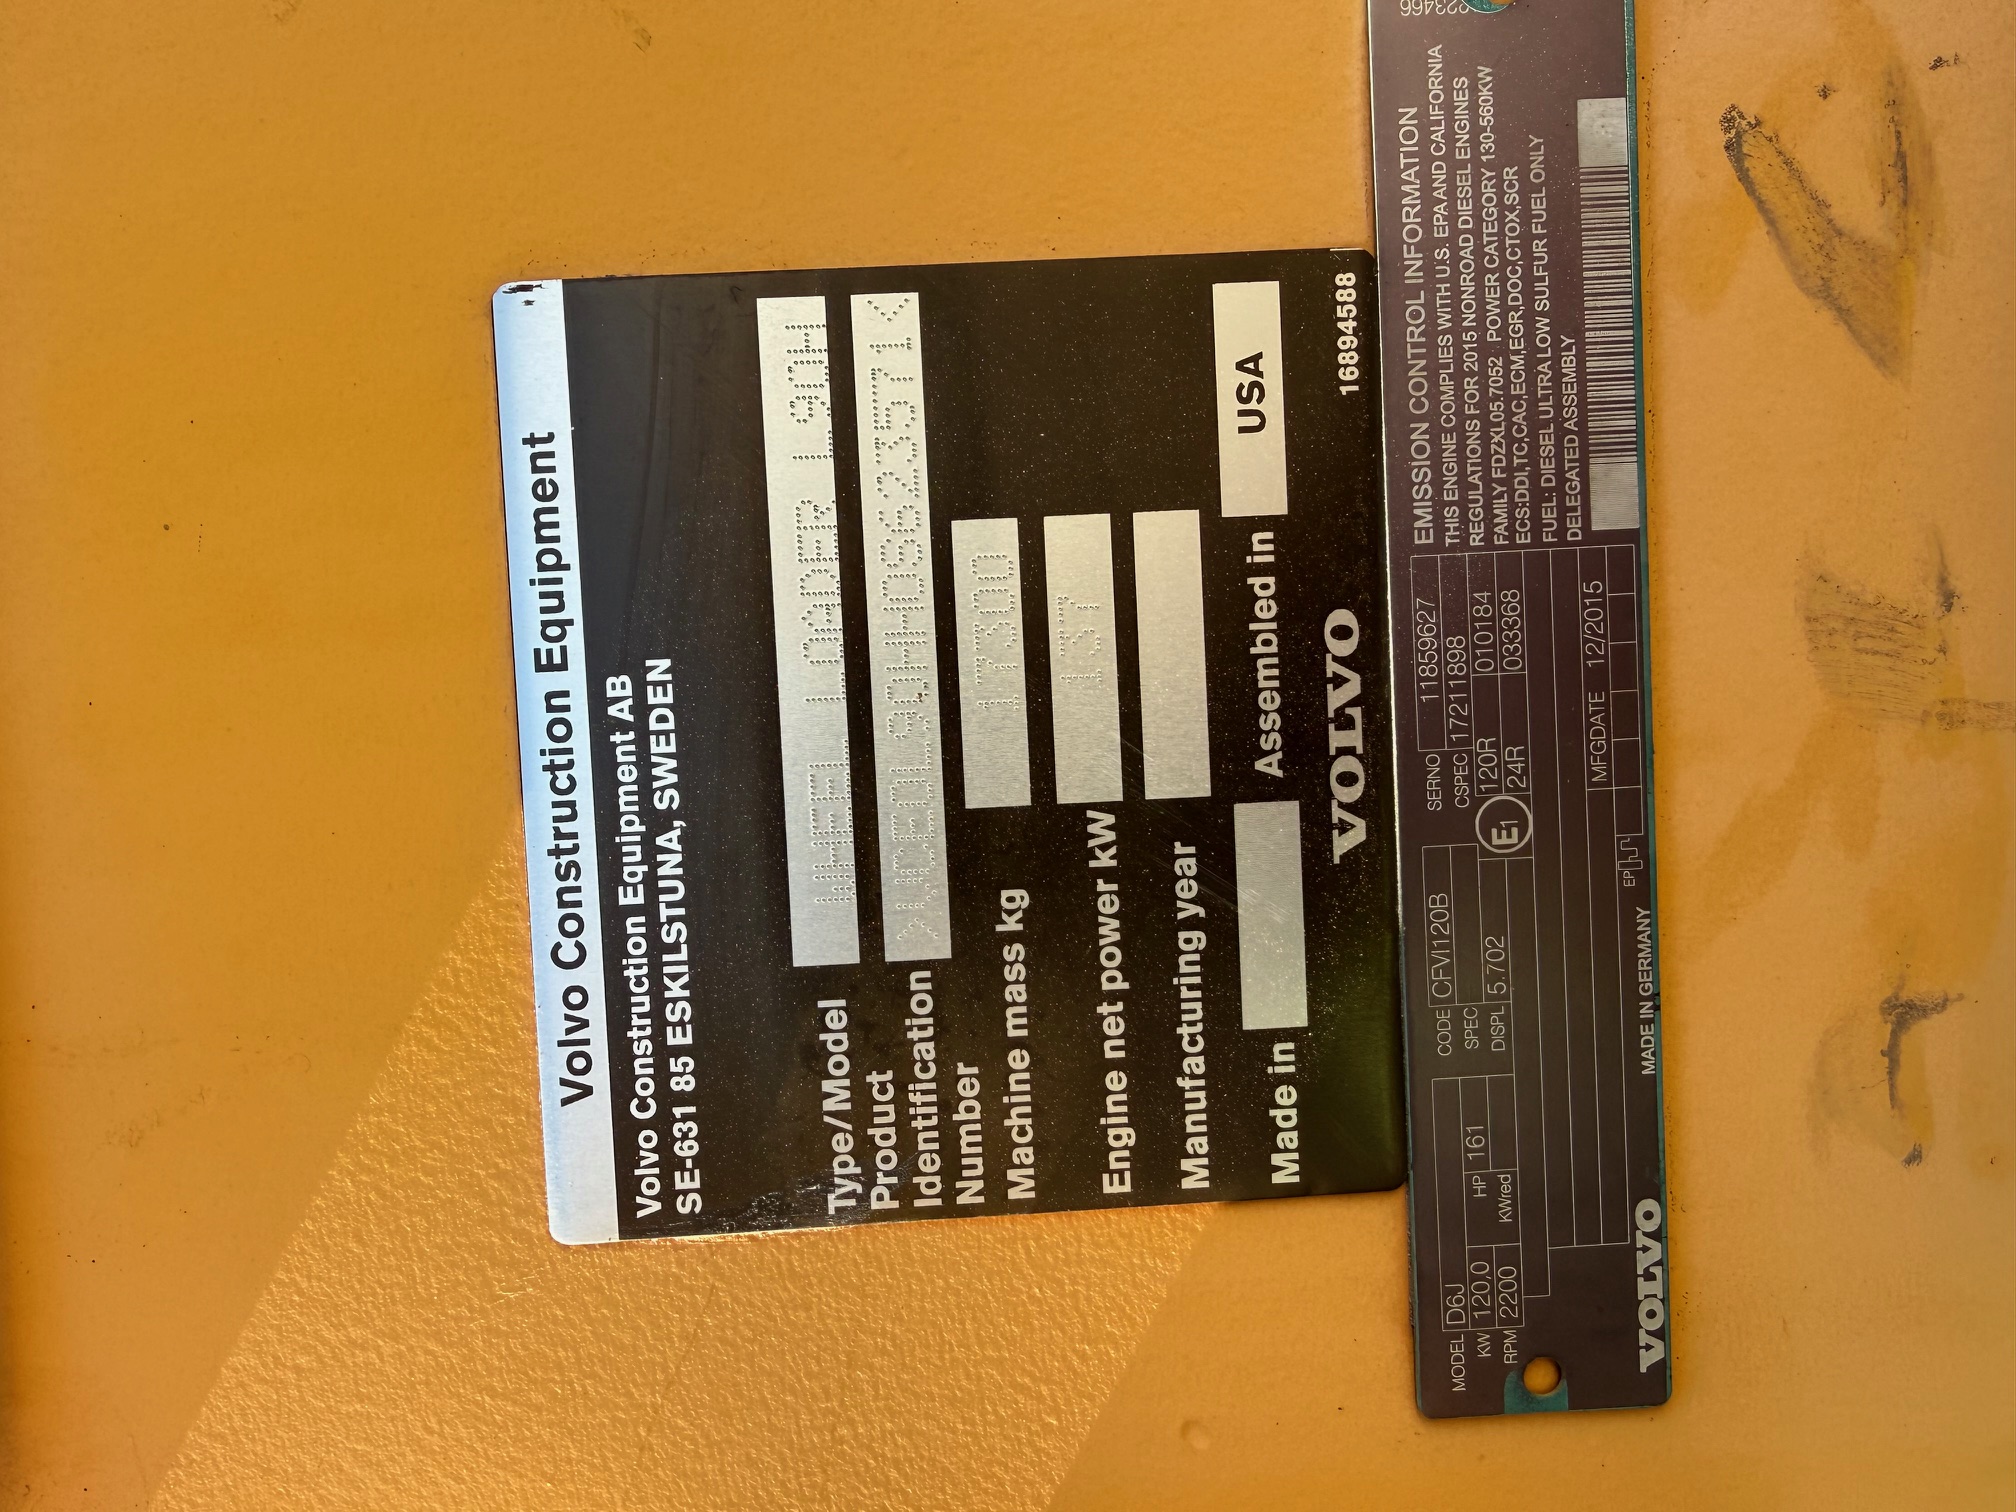 Volvo Construction Equipment
Volvo Construction Equipment AB
SE-631 85 ESKILSTUNA, SWEDEN
Type/Model WHEEL LOADER L90H
Product
Identification
Number
Machine mass kg 17300
Engine net power kW 137
Manufacturing year
Made in Assembled in USA
VOLVO 16894588
MODEL D6J CODE CFVI120B SERNO 11859627
KW 120,0 HP 161 SPEC CSPEC 17211898
RPM 2200 KWred DISPL 5.702 E1 120R 010184
24R 033368
MFGDATE 12/2015
EP
VOLVO MADE IN GERMANY
EMISSION CONTROL INFORMATION
THIS ENGINE COMPLIES WITH U.S. EPA AND CALIFORNIA
REGULATIONS FOR 2015 NONROAD DIESEL ENGINES
FAMILY FDZXL05.7052 POWER CATEGORY 130-560KW
ECS:DDI,TC,CAC,ECM,EGR,DOC,CTOX,SCR
FUEL: DIESEL ULTRA LOW SULFUR FUEL ONLY
DELEGATED ASSEMBLY